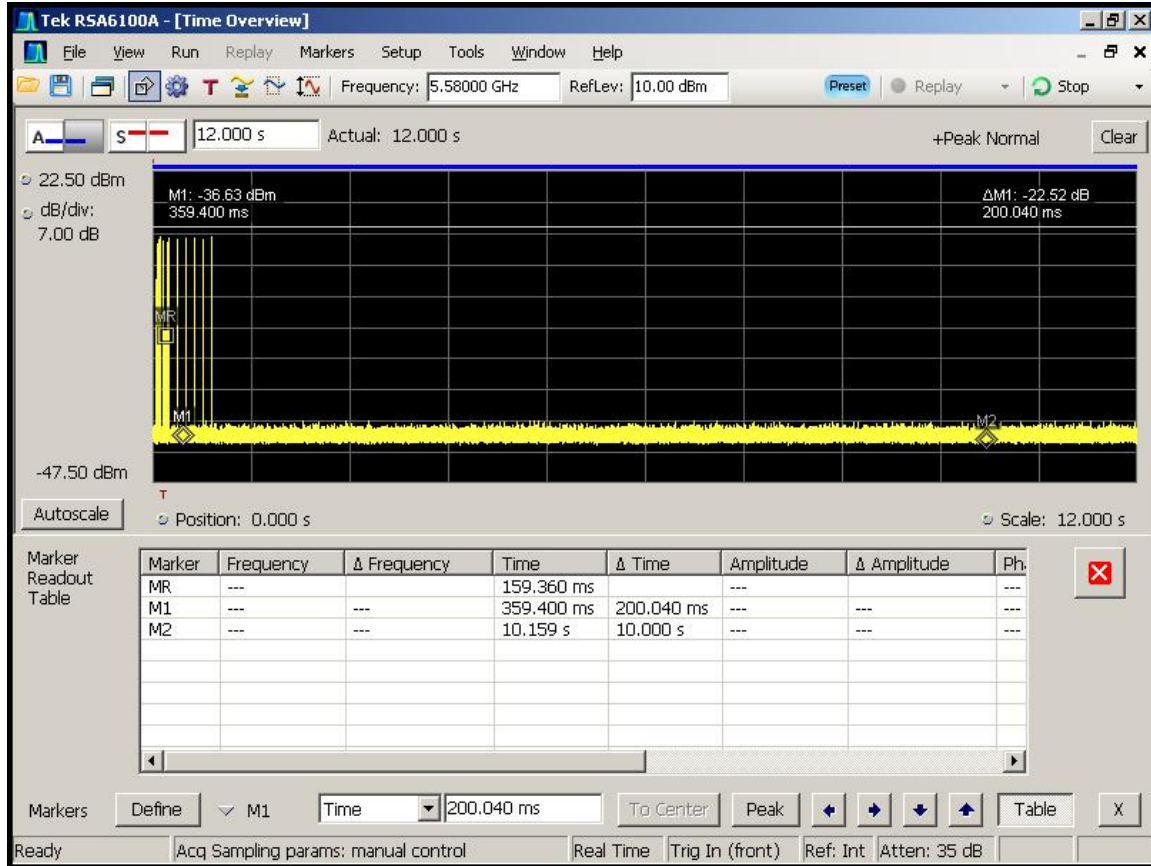 Tek RSA6100A - [Time Overview]
File View Run Replay Markers Setup Tools Window Help
T Frequency: 5.58000 GHz RefLev: 10.00 dBm Preset Replay Stop
A S 12.000 s Actual: 12.000 s +Peak Normal Clear
22.50 dBm
dB/div:
7.00 dB
M1: -36.63 dBm
359.400 ms
ΔM1: -22.52 dB
200.040 ms
MR
M1
M2
-47.50 dBm
T
Autoscale Position: 0.000 s Scale: 12.000 s
Marker Readout Table
Marker Frequency Δ Frequency Time Δ Time Amplitude Δ Amplitude Ph
MR --- 159.360 ms --- ---
M1 --- --- 359.400 ms 200.040 ms --- --- ---
M2 --- --- 10.159 s 10.000 s --- --- ---
Markers Define M1 Time 200.040 ms To Center Peak Table X
Ready Acq Sampling params: manual control Real Time Trig In (front) Ref: Int Atten: 35 dB